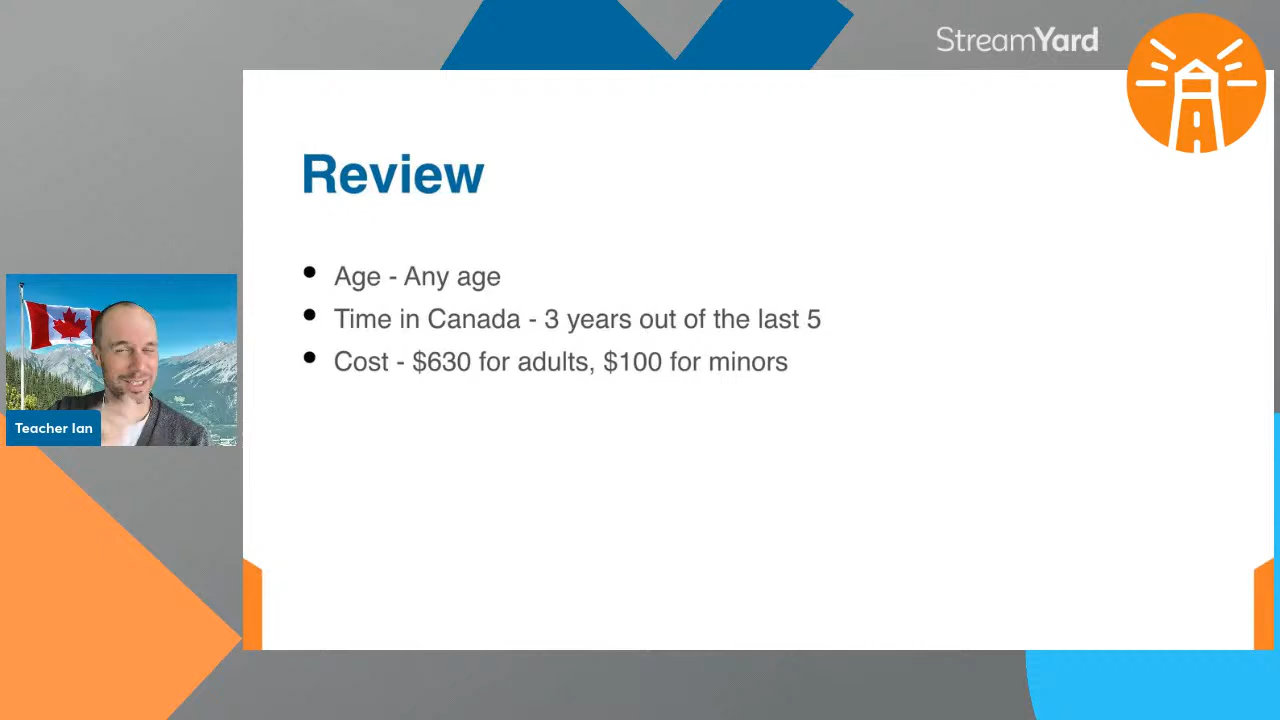 StreamYard
Review
Age - Any age
Time in Canada - 3 years out of the last 5
Cost - $630 for adults, $100 for minors
Teacher Ian